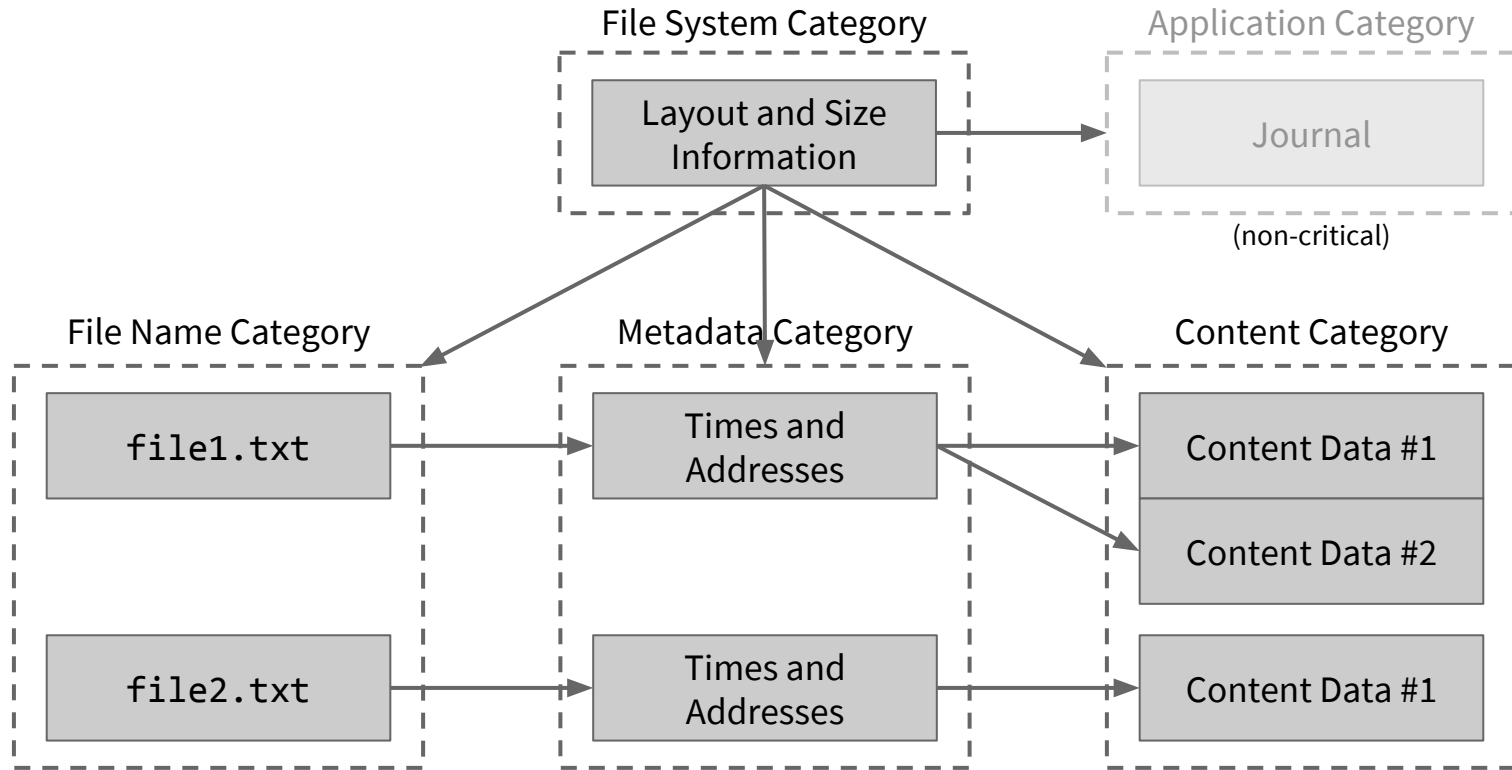 File System Category
Application Category
Layout and Size
Information
Journal
(non-critical)
File Name Category
Metadata Category
Content Category
file1.txt
Times and
Addresses
Content Data #1
Content Data #2
file2.txt
Times and
Addresses
Content Data #1